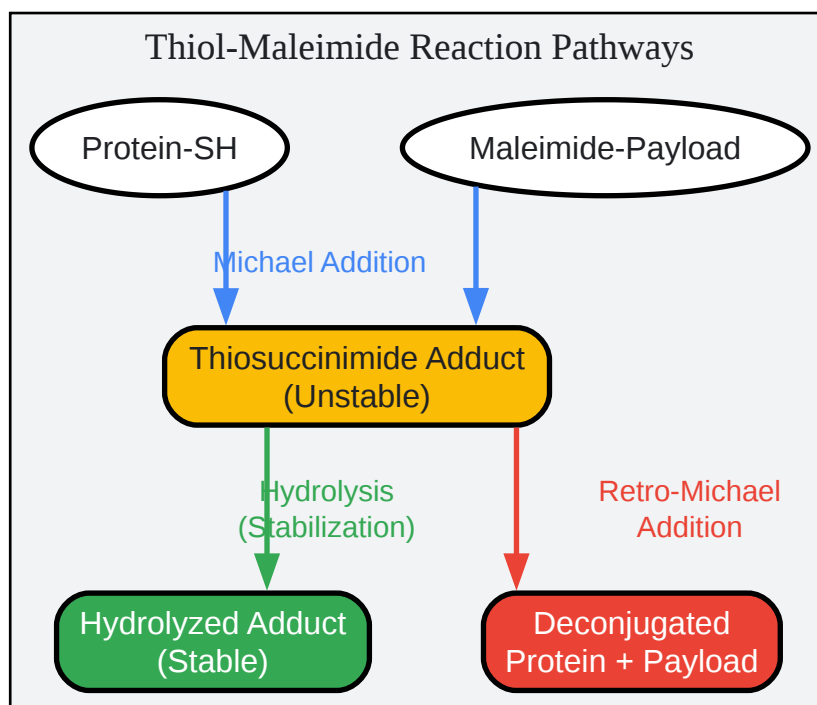 Thiol-Maleimide Reaction Pathways
Protein-SH
Maleimide-Payload
Michael Addition
Thiosuccinimide Adduct
(Unstable)
Hydrolysis
(Stabilization)
Retro-Michael
Addition
Hydrolyzed Adduct
(Stable)
Deconjugated
Protein + Payload